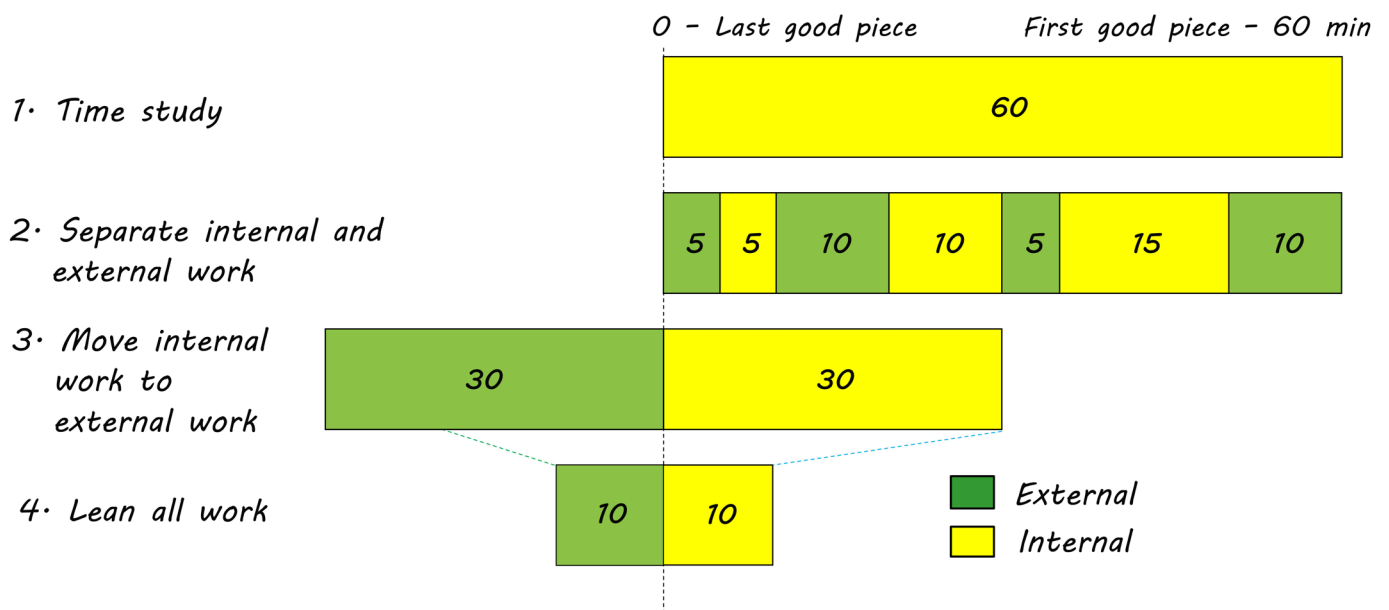 0 - Last good piece
First good piece - 60 min
1. Time study
60
2. Separate internal and
external work
5 5 10 10 5 15 10
3. Move internal
work to
external work
30 30
4. Lean all work
10 10
External
Internal